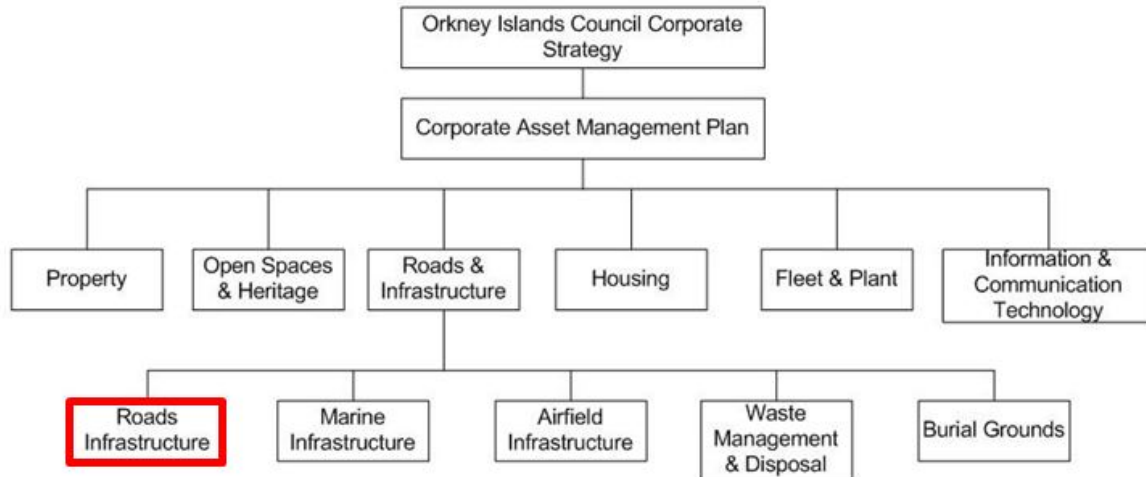 Orkney Islands Council Corporate
Strategy
Corporate Asset Management Plan
Property
Open Spaces
& Heritage
Roads &
Infrastructure
Housing
Fleet & Plant
Information &
Communication
Technology
Roads
Infrastructure
Marine
Infrastructure
Airfield
Infrastructure
Waste
Management
& Disposal
Burial Grounds